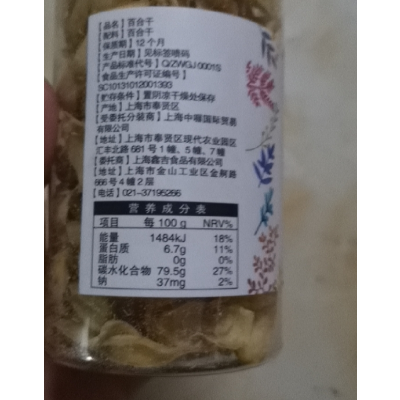 【品名】百合干
【配料】百合干
【保质期】12个月
【生产日期】见标签喷码
【产品标准代号】Q/ZWGJ 0001S
【食品生产许可证编号】
SC10131012001393
【贮存条件】置阴凉干燥处保存
【产地】上海市奉贤区
【受委托分装商】上海中曝国际贸易
有限公司
【地址】上海市奉贤区现代农业园区
汇丰北路681号1幢、5幢、7幢
【委托商】上海鑫吉食品有限公司
【地址】上海市金山工业区金舸路
666号4幢2层
【电话】021-37195266
营养成分表
项目 每100g NRV%
能量 1484kJ 18%
蛋白质 6.7g 11%
脂肪 0g 0%
碳水化合物 79.5g 27%
钠 37mg 2%